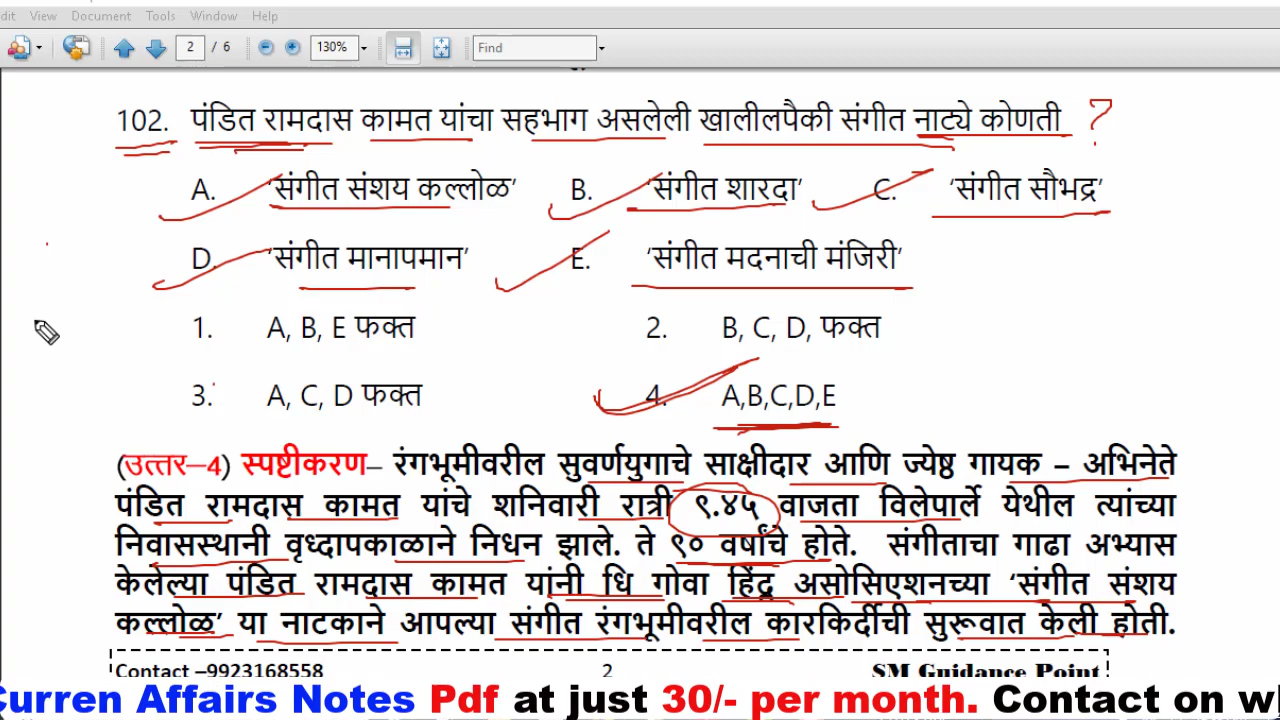 dit View Document Tools Window Help
2 / 6 130% Find
102. पंडित रामदास कामत यांचा सहभाग असलेली खालीलपैकी संगीत नाट्ये कोणती ?
A. 'संगीत संशय कल्लोळ' B. 'संगीत शारदा' C. 'संगीत सौभद्र'
D. 'संगीत मानापमान' E. 'संगीत मदनाची मंजिरी'
1. A, B, E फक्त 2. B, C, D, फक्त
3. A, C, D फक्त 4. A,B,C,D,E
(उत्तर–4) स्पष्टीकरण– रंगभूमीवरील सुवर्णयुगाचे साक्षीदार आणि ज्येष्ठ गायक – अभिनेते
पंडित रामदास कामत यांचे शनिवारी रात्री ९.४५ वाजता विलेपार्ले येथील त्यांच्या
निवासस्थानी वृध्दापकाळाने निधन झाले. ते ९० वर्षांचे होते. संगीताचा गाढा अभ्यास
केलेल्या पंडित रामदास कामत यांनी धि गोवा हिंदू असोसिएशनच्या 'संगीत संशय
कल्लोळ' या नाटकाने आपल्या संगीत रंगभूमीवरील कारकिर्दीची सुरूवात केली होती.
Contact –9923168558 2 SM Guidance Point
Curren Affairs Notes Pdf at just 30/- per month. Contact on